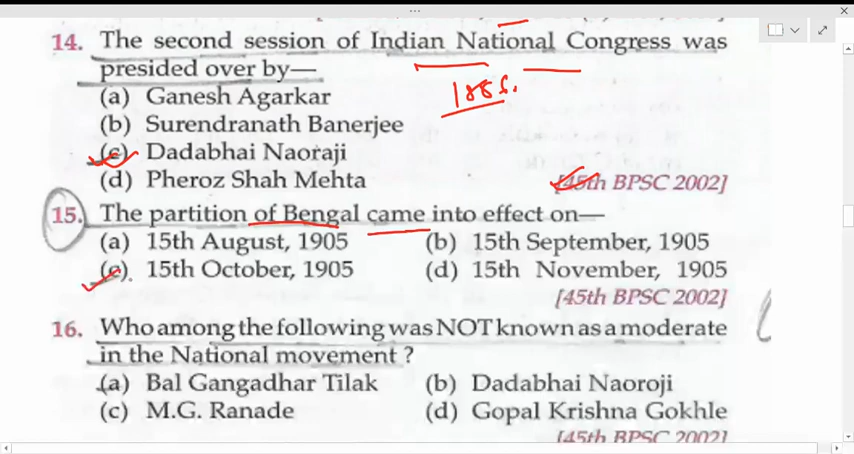 14. The second session of Indian National Congress was
presided over by—
1886.
(a) Ganesh Agarkar
(b) Surendranath Banerjee
(c) Dadabhai Naoraji
(d) Pheroz Shah Mehta
[45th BPSC 2002]
15. The partition of Bengal came into effect on—
(a) 15th August, 1905 (b) 15th September, 1905
(c) 15th October, 1905 (d) 15th November, 1905
[45th BPSC 2002]
16. Who among the following was NOT known as a moderate
in the National movement ?
(a) Bal Gangadhar Tilak (b) Dadabhai Naoroji
(c) M.G. Ranade (d) Gopal Krishna Gokhle
[45th BPSC 2002]